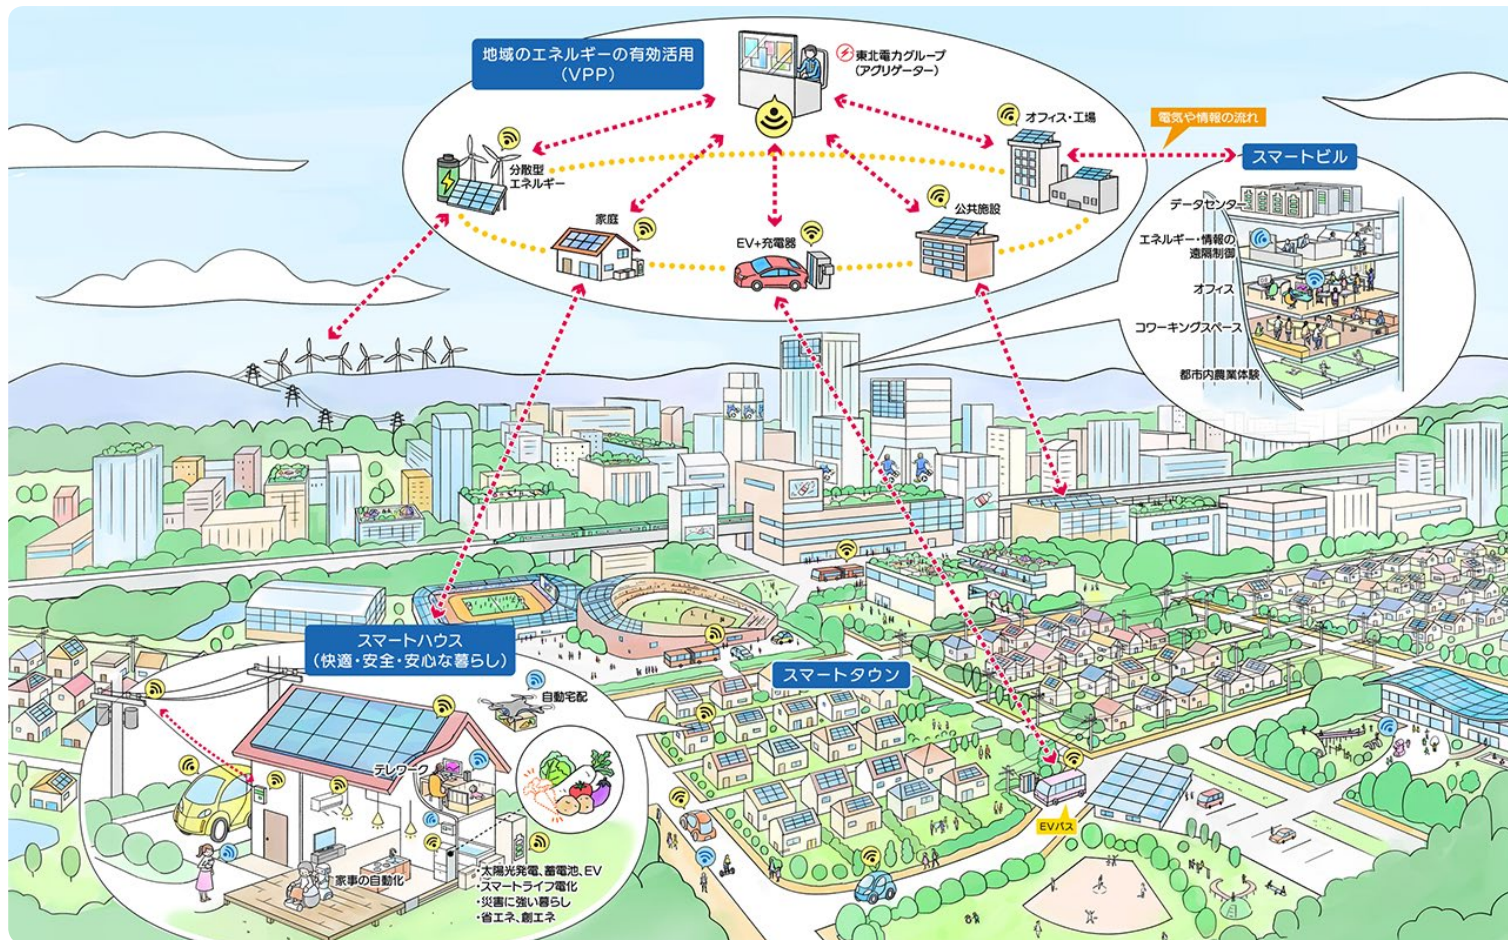 地域のエネルギーの有効活用
(VPP)
東北電力グループ
(アグリゲーター)
オフィス・工場
電気や情報の流れ
スマートビル
分散型
エネルギー
家庭
EV+充電器
公共施設
データセンター
エネルギー・情報の
遠隔制御
オフィス
コワーキングスペース
都市内農業体験
スマートハウス
(快適・安全・安心な暮らし)
スマートタウン
自動宅配
テレワーク
家事の自動化
・太陽光発電、蓄電池、EV
・スマートライフ電化
・災害に強い暮らし
・省エネ、創エネ
EVバス